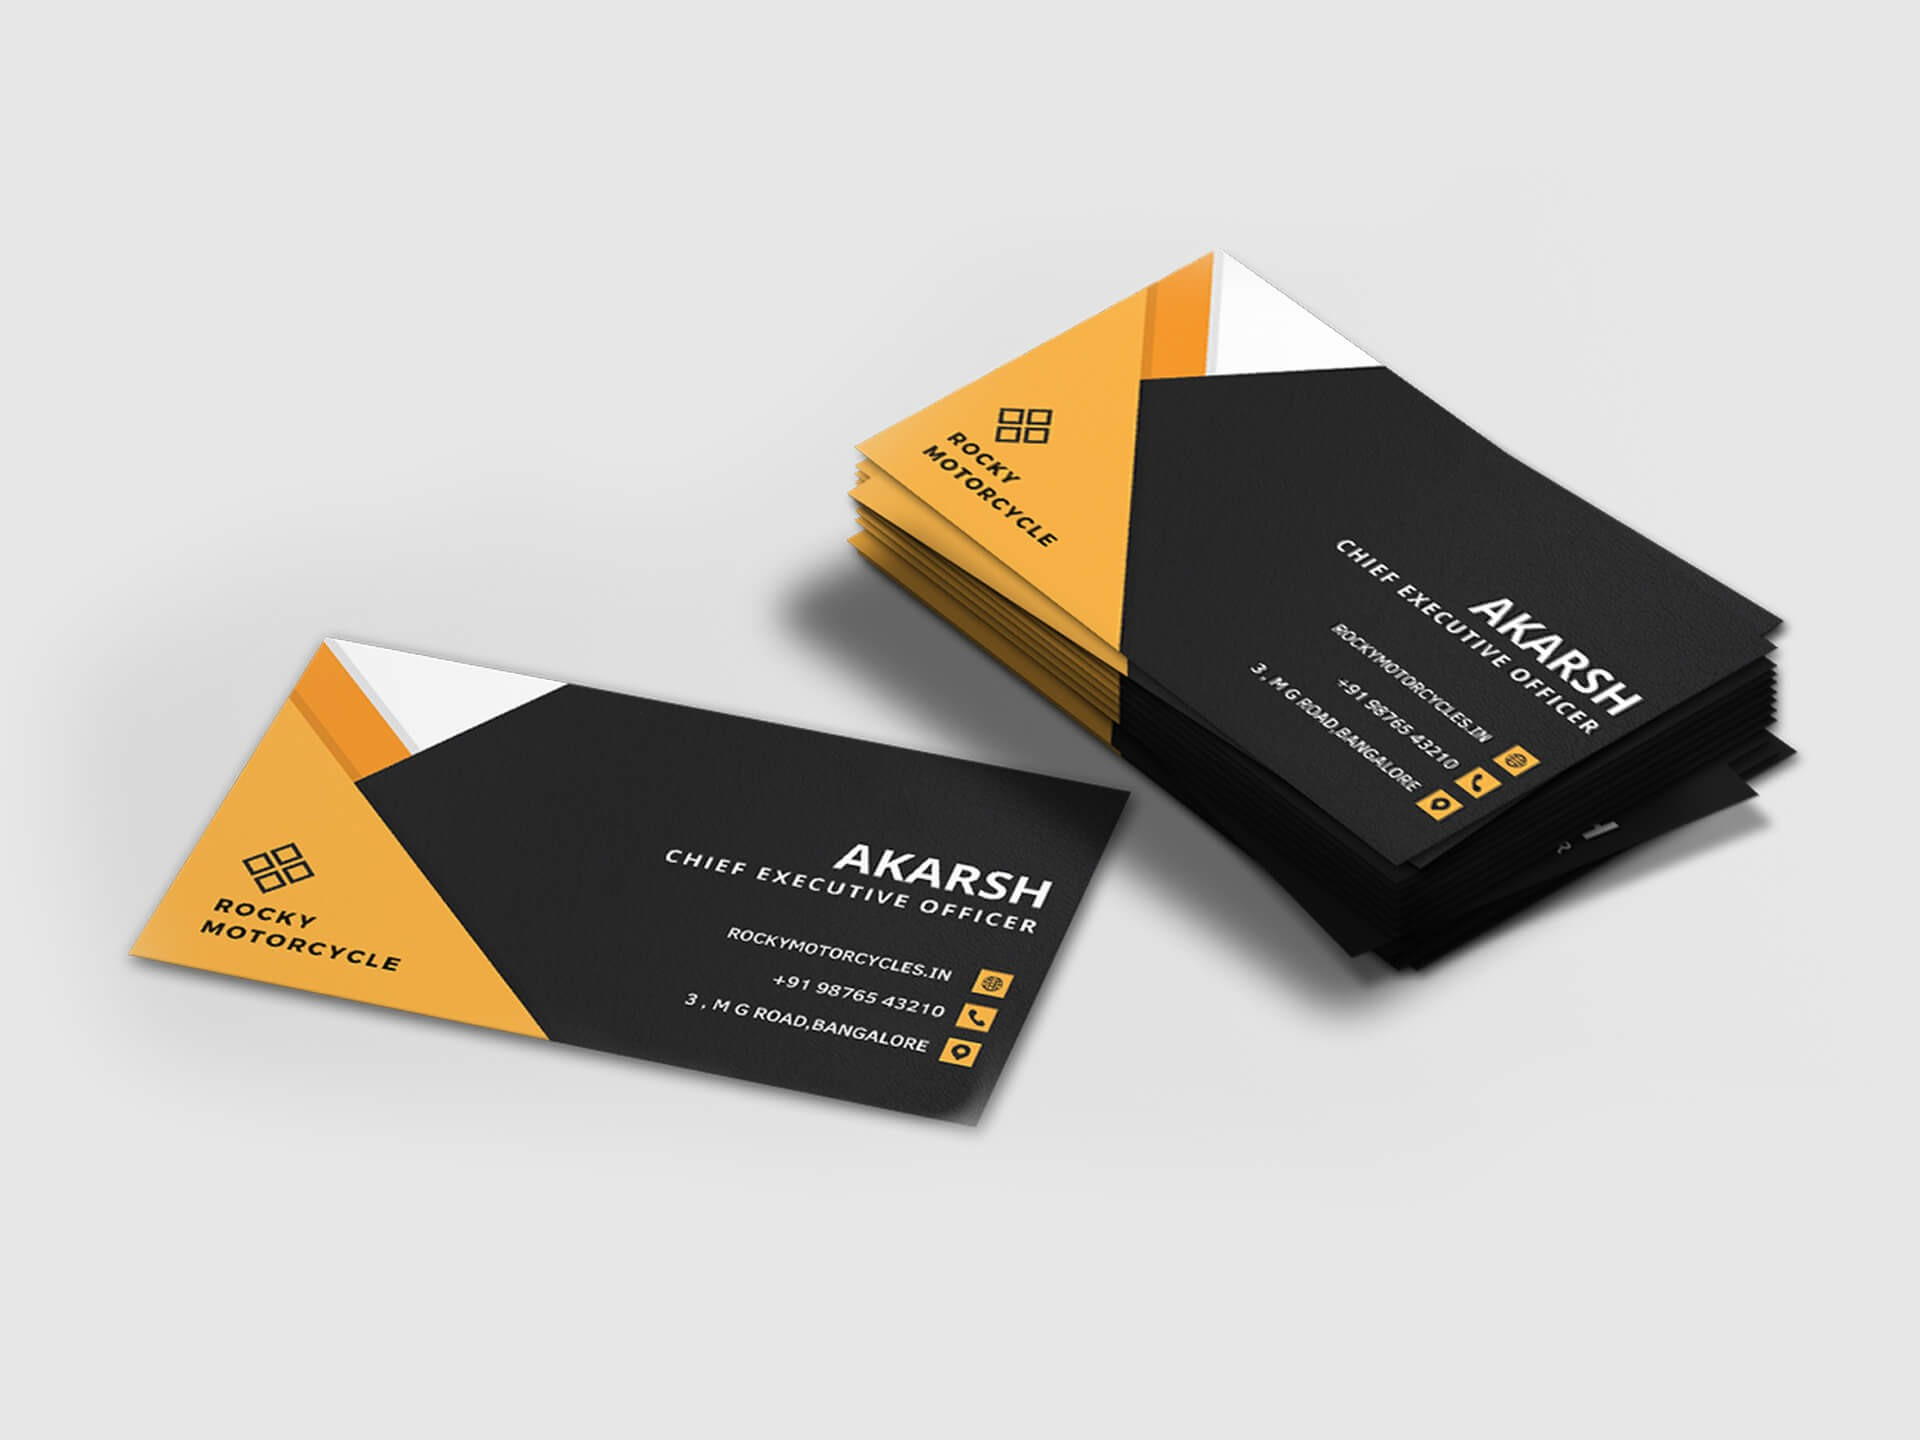 ROCKY
MOTORCYCLE
AKARSH
CHIEF EXECUTIVE OFFICER
ROCKYMOTORCYCLES.IN
+91 98765 43210
3 , M G ROAD,BANGALORE
ROCKY
MOTORCYCLE
AKARSH
CHIEF EXECUTIVE OFFICER
ROCKYMOTORCYCLES.IN
+91 98765 43210
3 , M G ROAD,BANGALORE